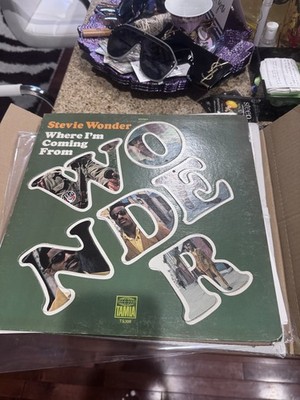 Stevie Wonder
Where I'm
Coming
From
WO
NDE
R
TAMLA